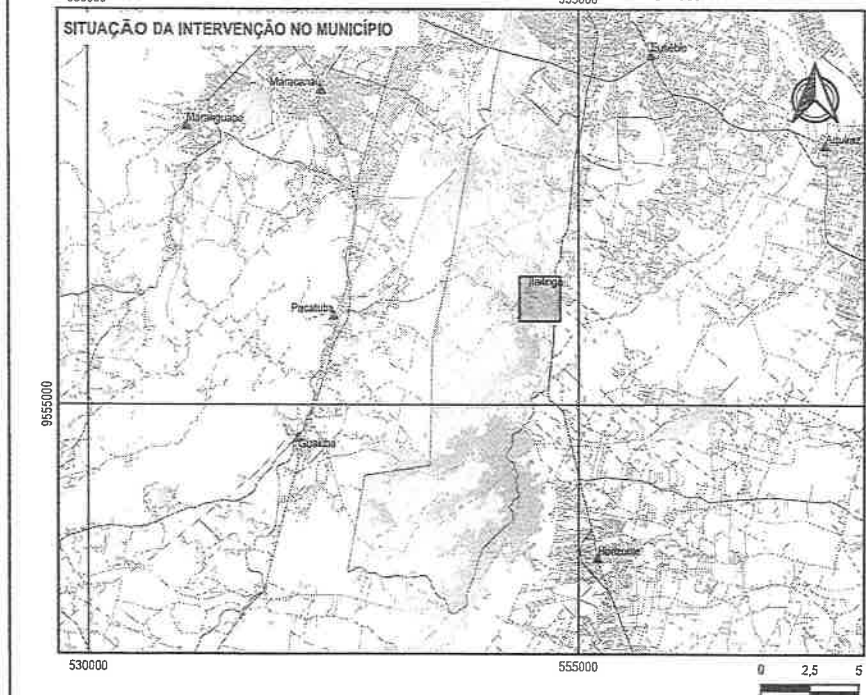 SITUAÇÃO DA INTERVENÇÃO NO MUNICÍPIO
555000
Eusébio
Maracanaú
Maranguape
Aquiraz
Itaitinga
Pacatuba
9555000
Guaiúba
Horizonte
530000
555000
0 2,5 5